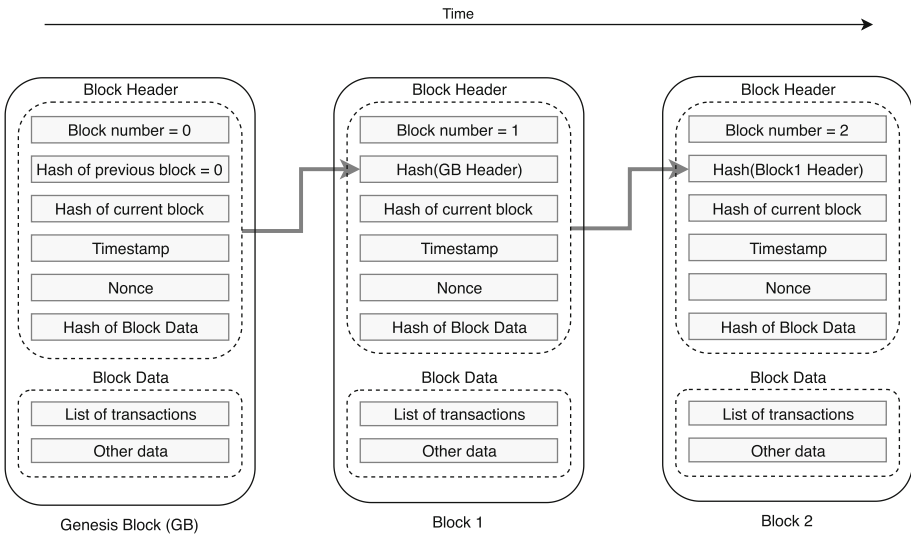 Time
Block Header
Block number = 0
Hash of previous block = 0
Hash of current block
Timestamp
Nonce
Hash of Block Data
Block Data
List of transactions
Other data
Genesis Block (GB)
Block Header
Block number = 1
Hash(GB Header)
Hash of current block
Timestamp
Nonce
Hash of Block Data
Block Data
List of transactions
Other data
Block 1
Block Header
Block number = 2
Hash(Block1 Header)
Hash of current block
Timestamp
Nonce
Hash of Block Data
Block Data
List of transactions
Other data
Block 2